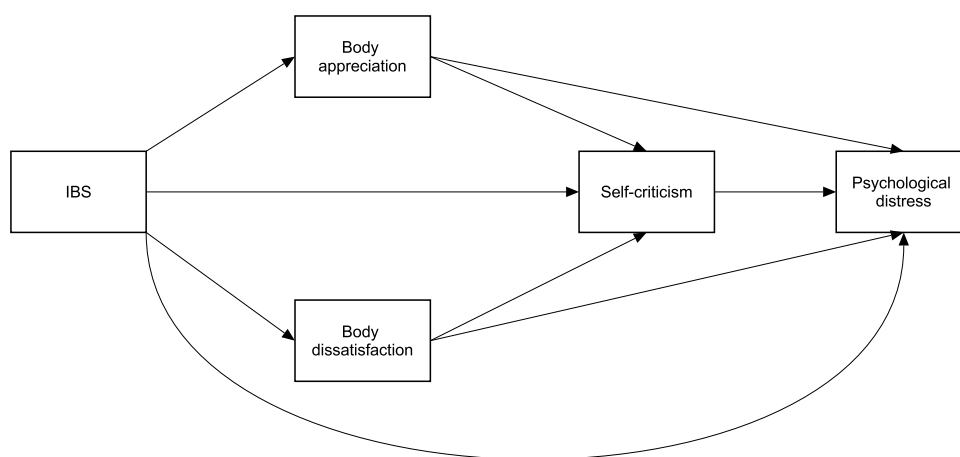 Body
appreciation
IBS
Self-criticism
Psychological
distress
Body
dissatisfaction